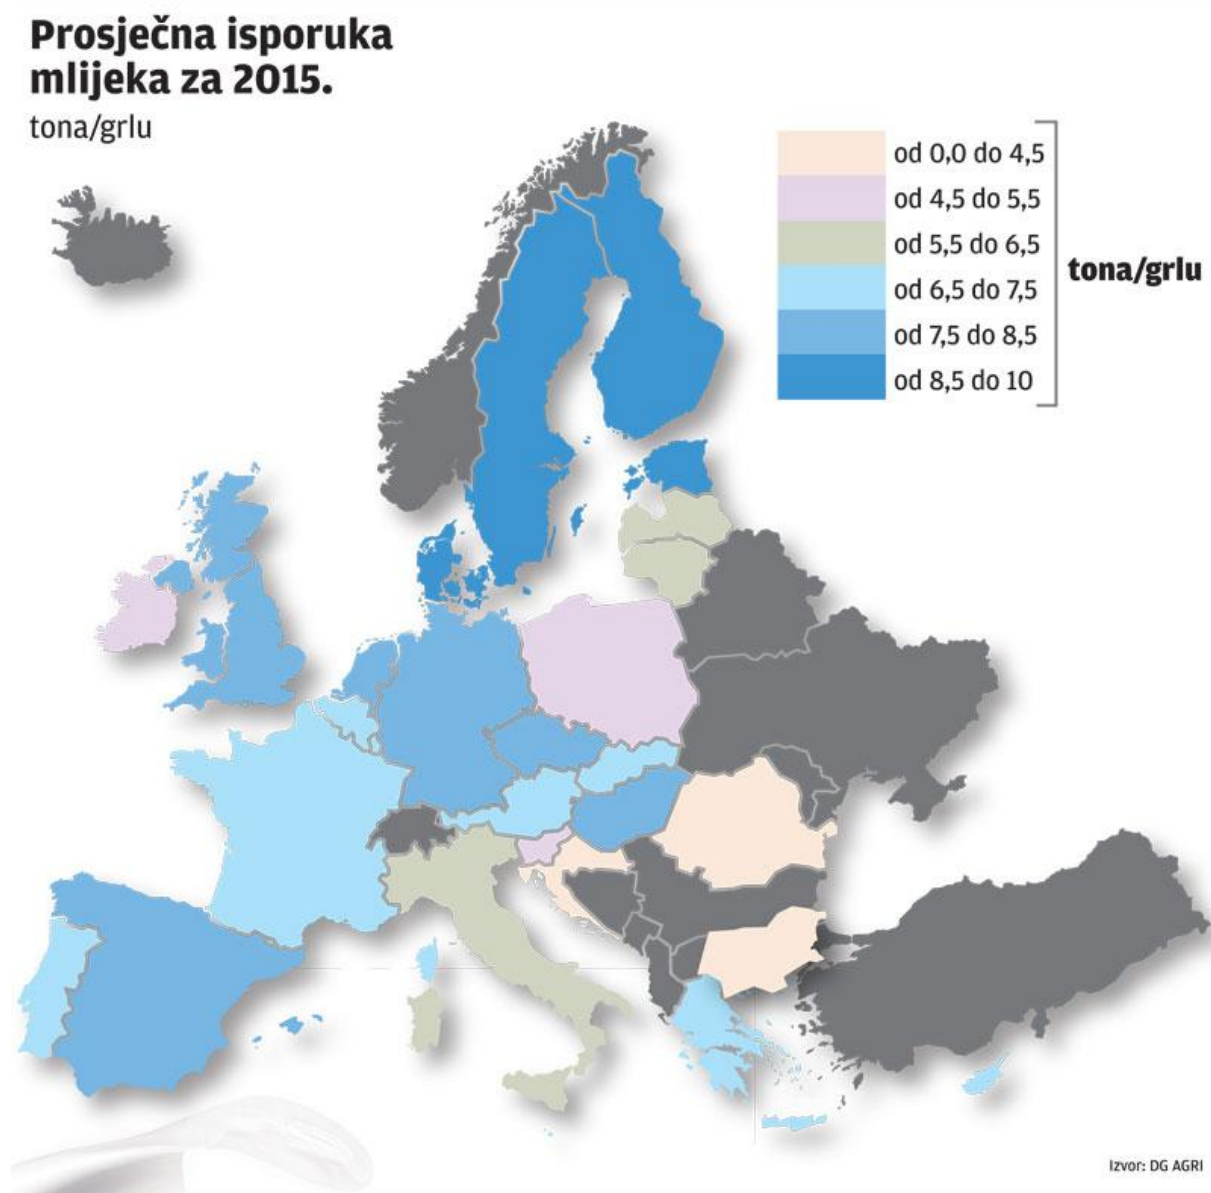 Prosječna isporuka
mlijeka za 2015.
tona/grlu
od 0,0 do 4,5
od 4,5 do 5,5
od 5,5 do 6,5
od 6,5 do 7,5
od 7,5 do 8,5
od 8,5 do 10
tona/grlu
Izvor: DG AGRI